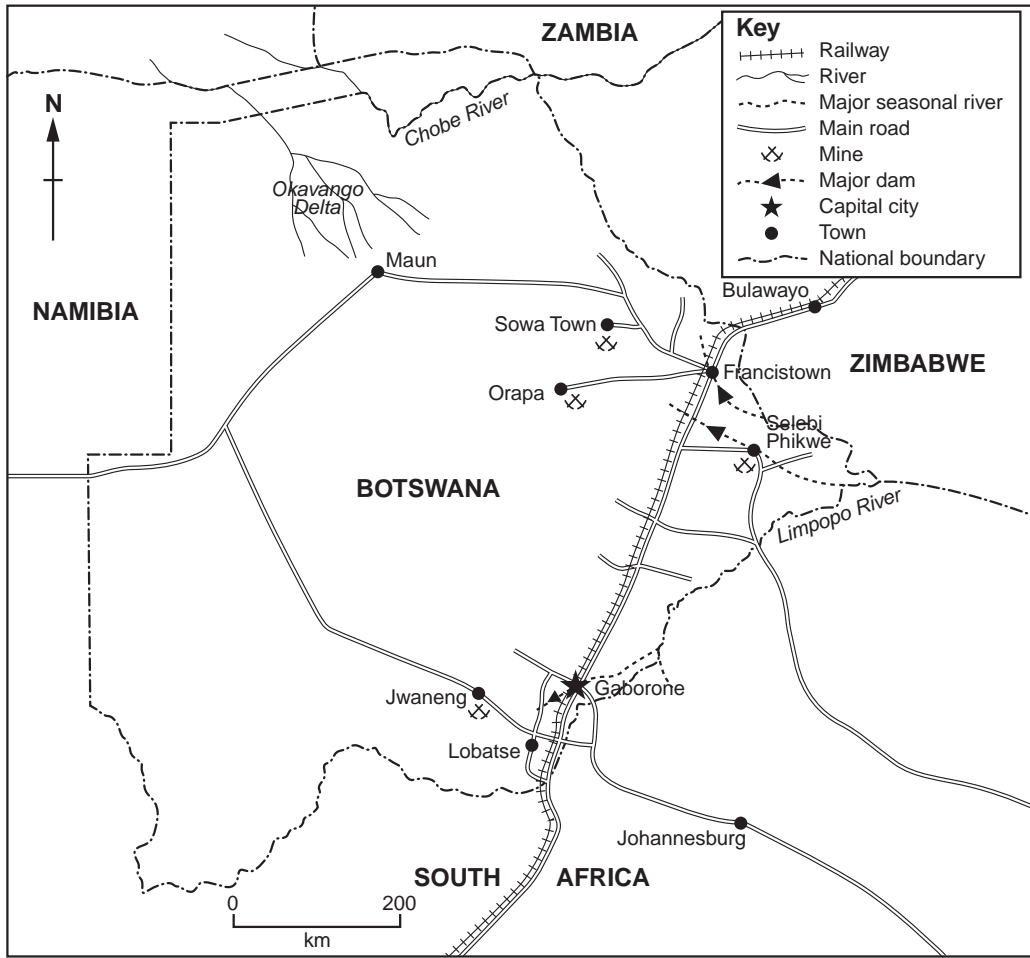 ZAMBIA
Key
Railway
River
Major seasonal river
Main road
Mine
Major dam
Capital city
Town
National boundary
N
Chobe River
Okavango
Delta
Maun
Bulawayo
NAMIBIA
Sowa Town
ZIMBABWE
Francistown
Orapa
Selebi
Phikwe
BOTSWANA
Limpopo River
Gaborone
Jwaneng
Lobatse
Johannesburg
SOUTH AFRICA
0 200
km